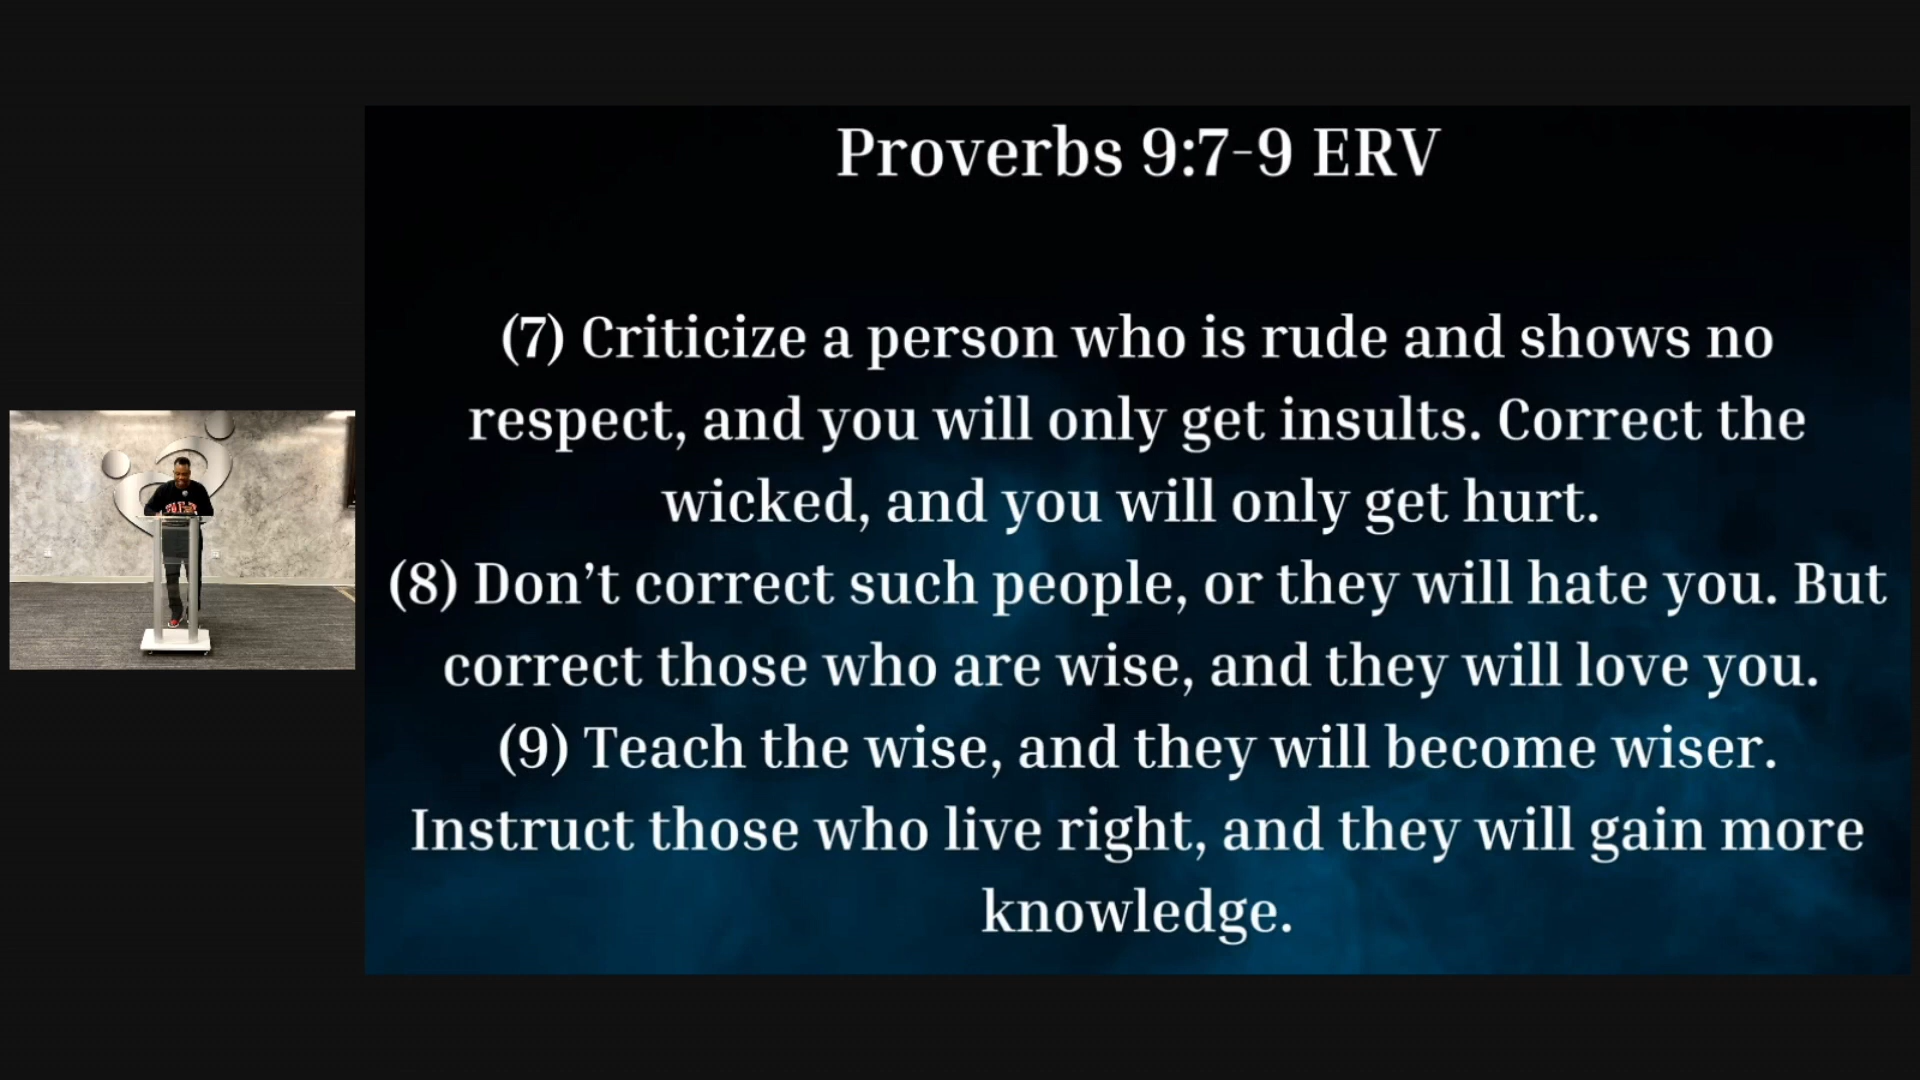 Proverbs 9:7-9 ERV
(7) Criticize a person who is rude and shows no
respect, and you will only get insults. Correct the
wicked, and you will only get hurt.
(8) Don’t correct such people, or they will hate you. But
correct those who are wise, and they will love you.
(9) Teach the wise, and they will become wiser.
Instruct those who live right, and they will gain more
knowledge.